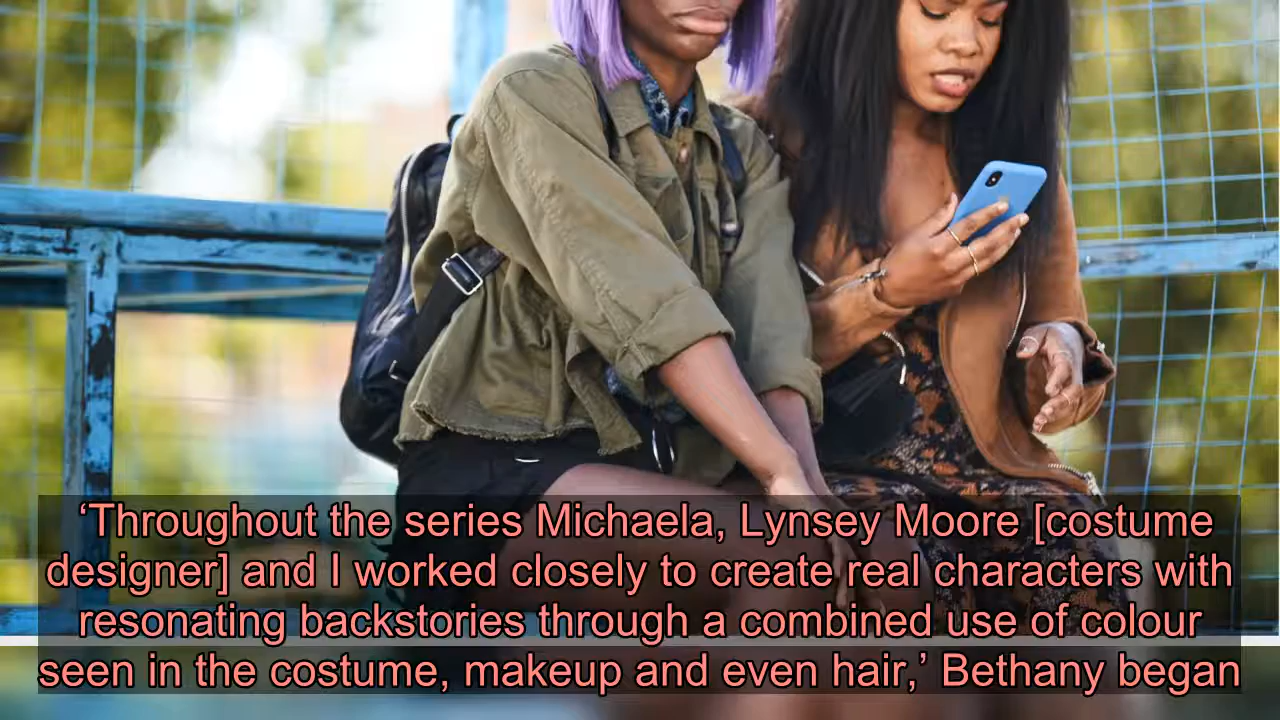 ‘Throughout the series Michaela, Lynsey Moore [costume
designer] and I worked closely to create real characters with
resonating backstories through a combined use of colour
seen in the costume, makeup and even hair,’ Bethany began